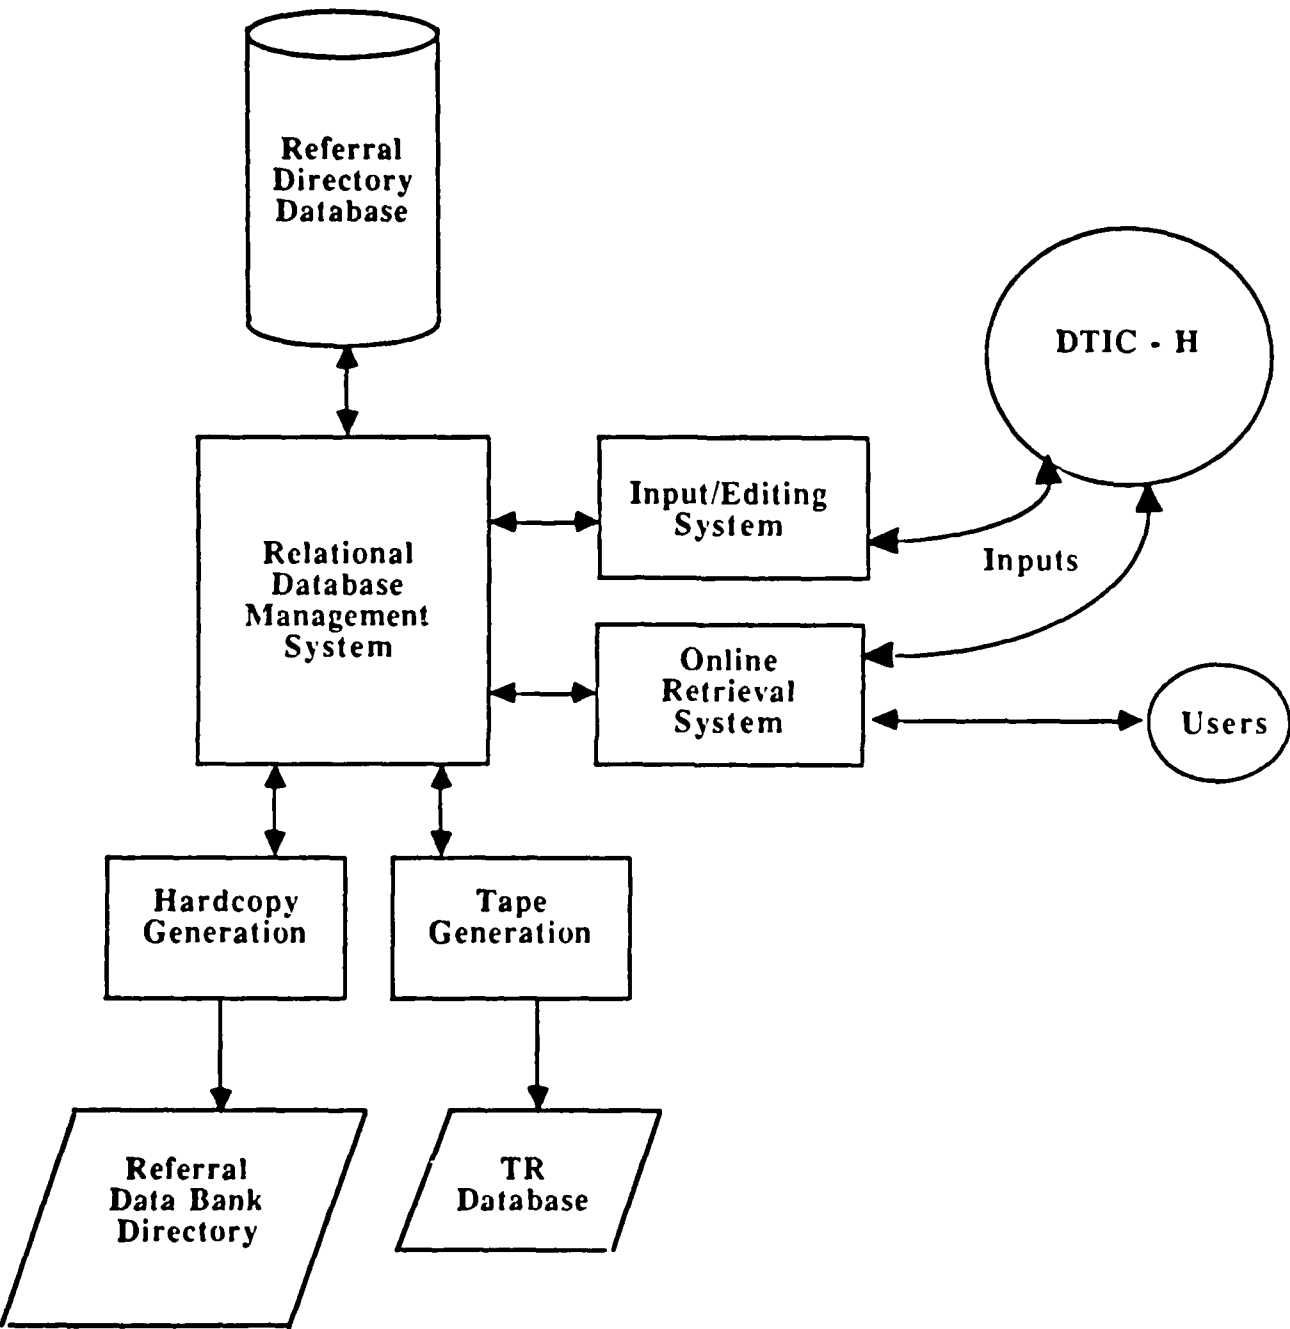 Referral
Directory
Database
DTIC - H
Input/Editing
System
Inputs
Relational
Database
Management
System
Online
Retrieval
System
Users
Hardcopy
Generation
Tape
Generation
Referral
Data Bank
Directory
TR
Database